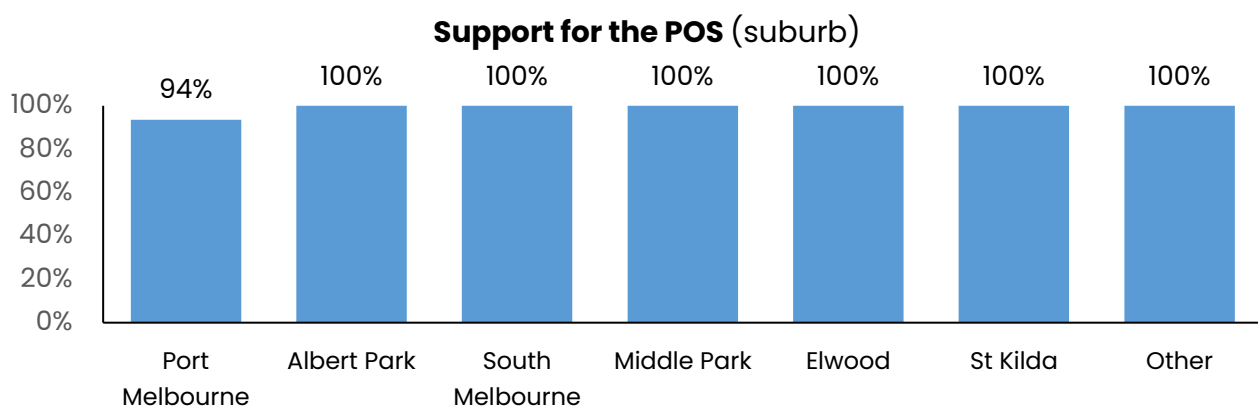 Support for the POS (suburb)
94%
100%
100%
100%
100%
100%
100%
100%
80%
60%
40%
20%
0%
Port
Melbourne
Albert Park
South
Melbourne
Middle Park
Elwood
St Kilda
Other